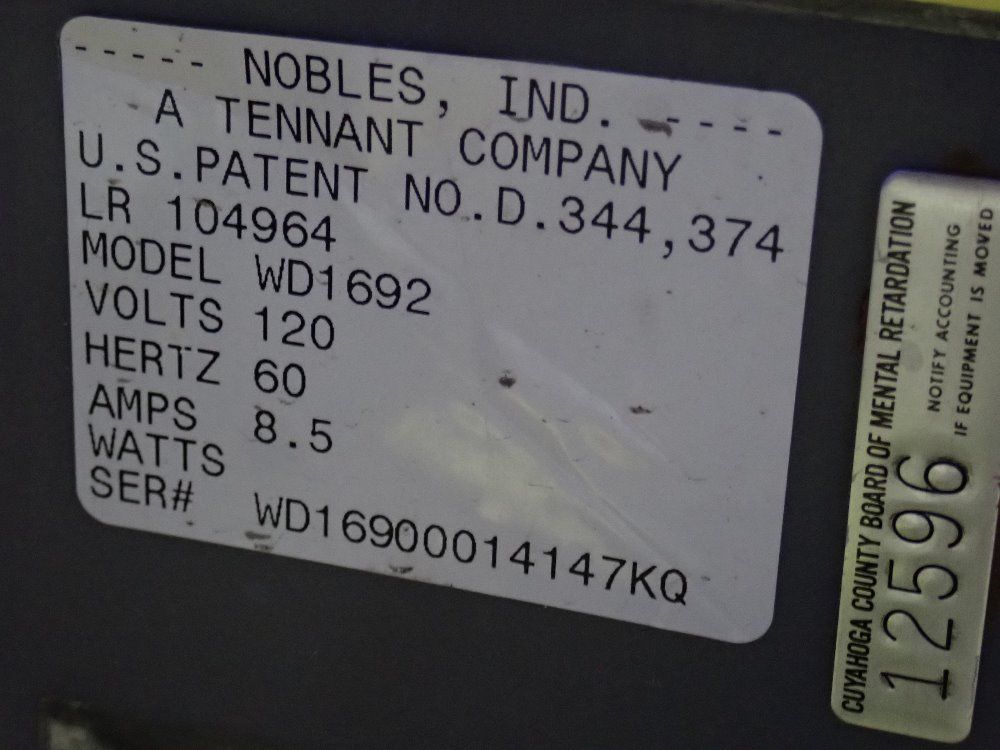 ----- NOBLES, IND. -----
A TENNANT COMPANY
U.S.PATENT NO.D.344,374
LR 104964
MODEL WD1692
VOLTS 120
HERTZ 60
AMPS 8.5
WATTS
SER# WD16900014147KQ
CUYAHOGA COUNTY BOARD OF MENTAL RETARDATION
12596 NOTIFY ACCOUNTING
IF EQUIPMENT IS MOVED